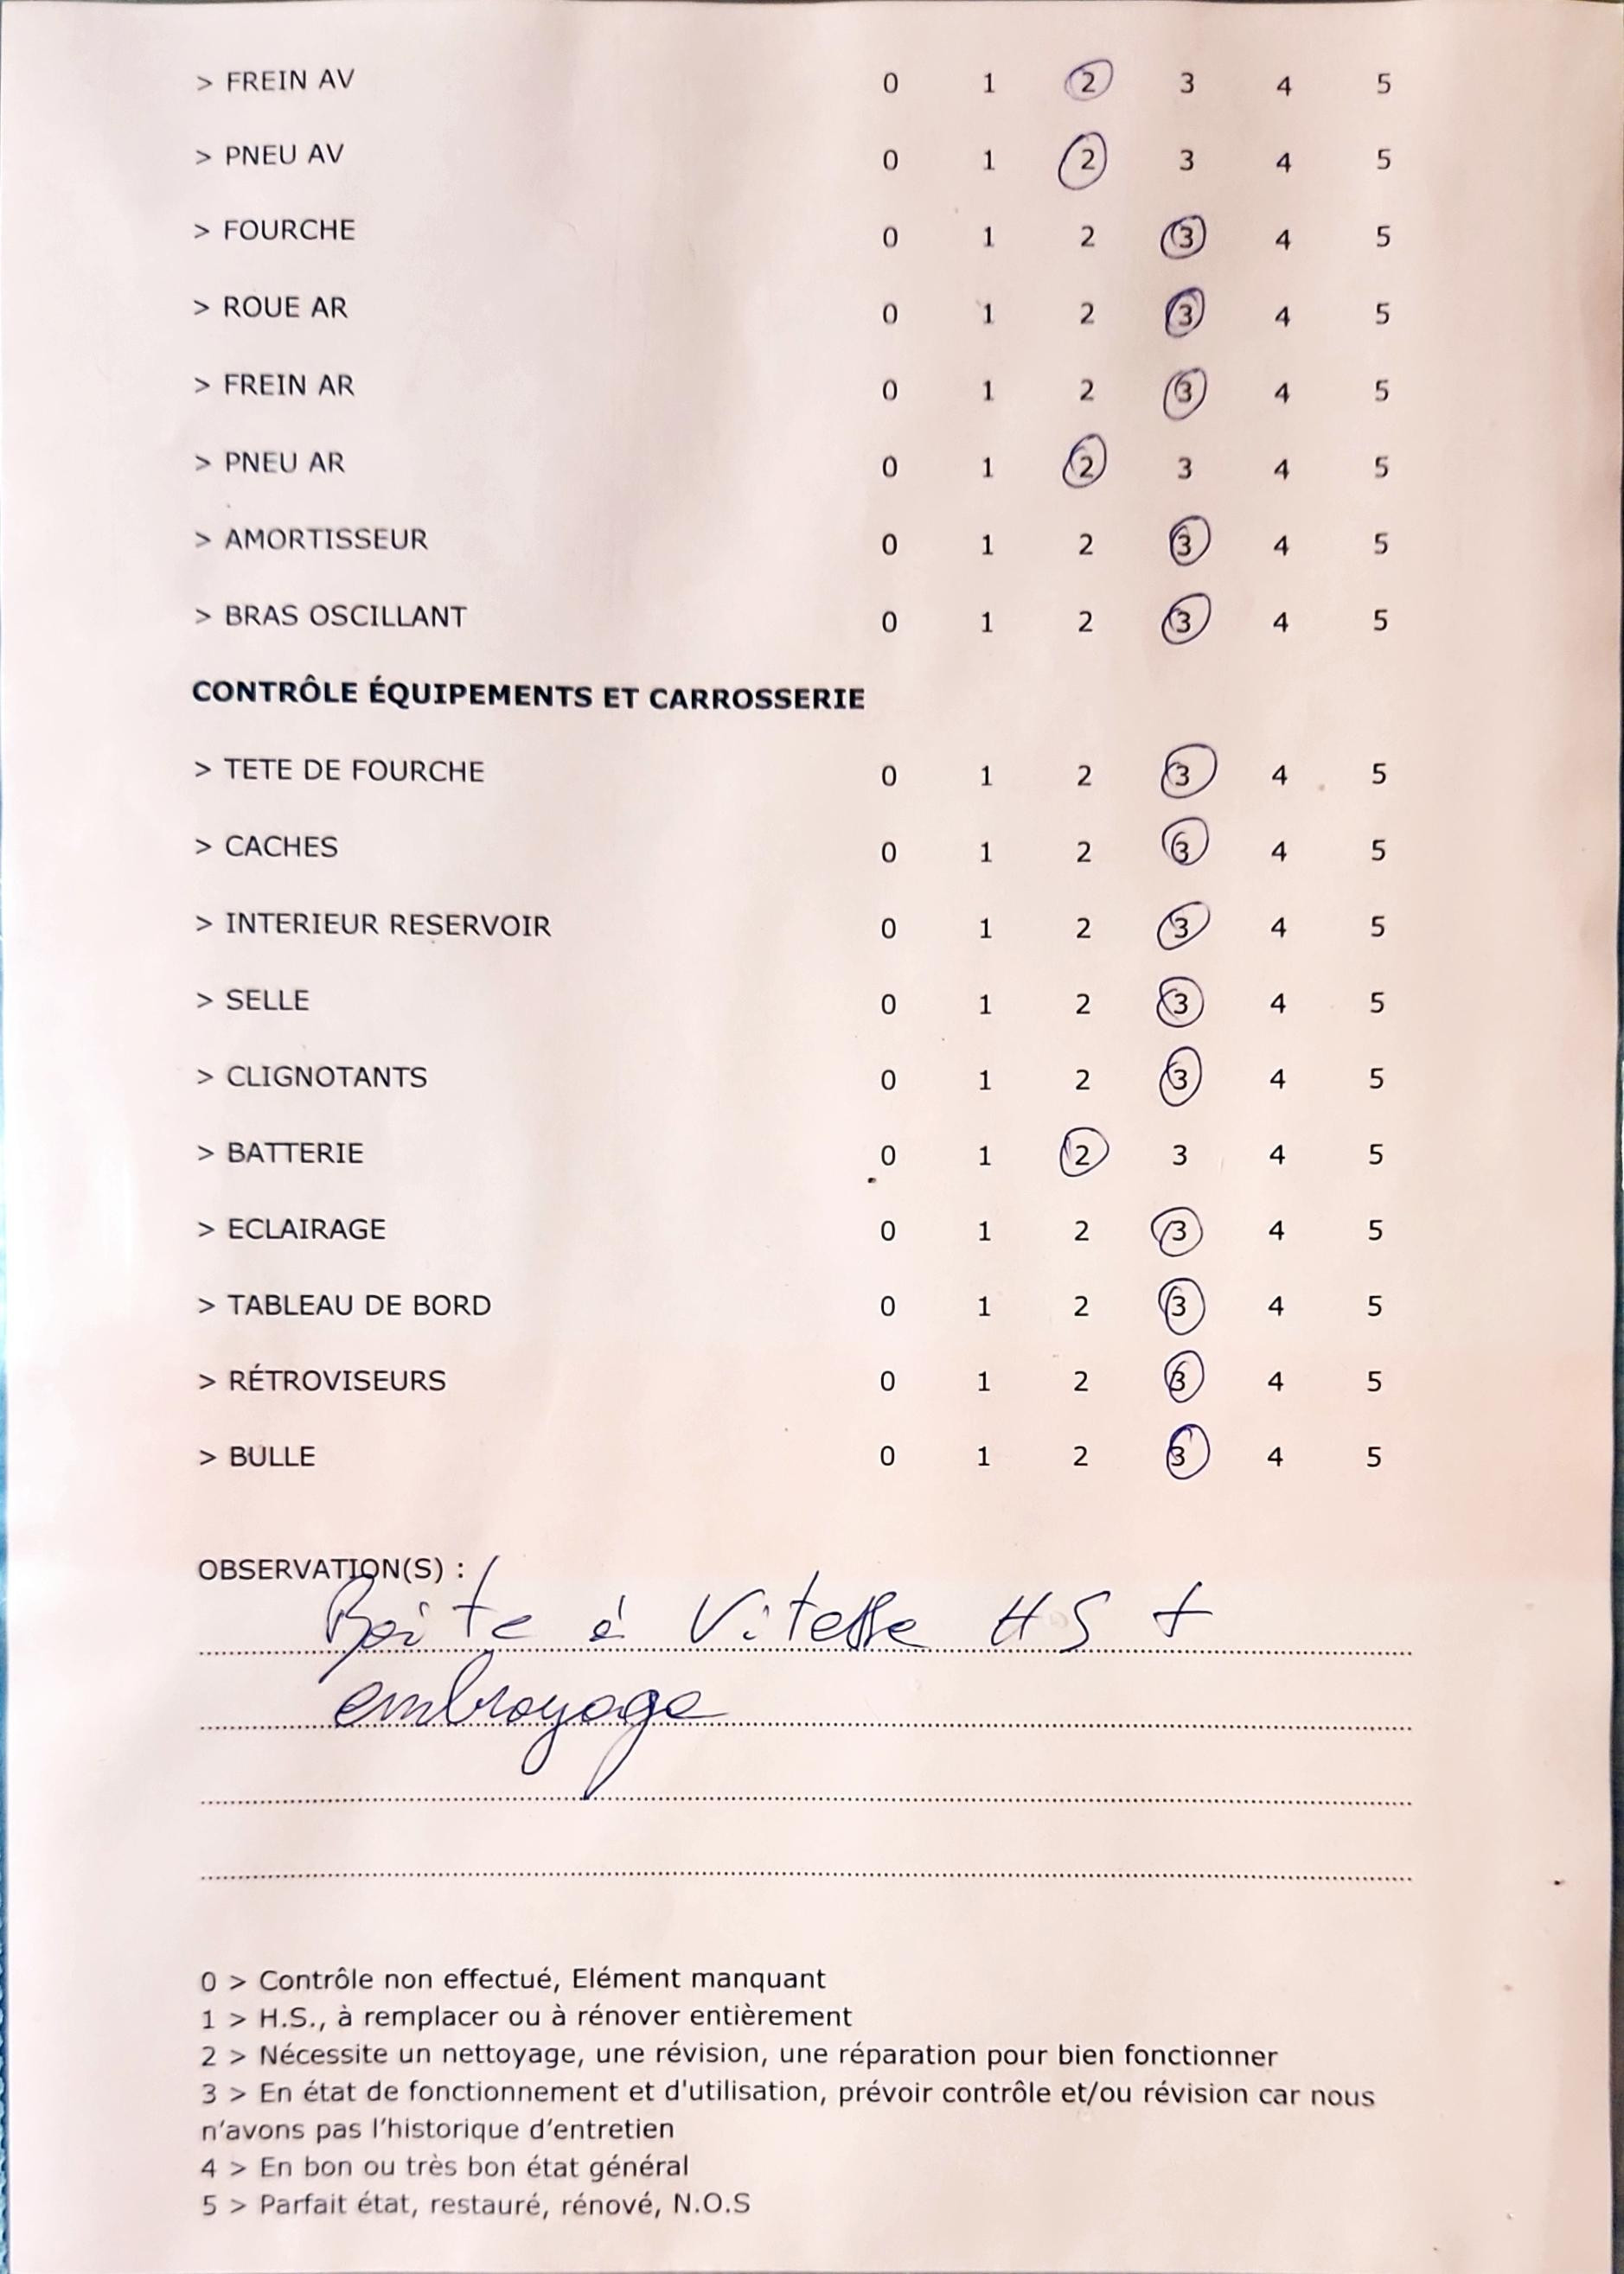 > FREIN AV 0 1 2 3 4 5
> PNEU AV 0 1 2 3 4 5
> FOURCHE 0 1 2 3 4 5
> ROUE AR 0 1 2 3 4 5
> FREIN AR 0 1 2 3 4 5
> PNEU AR 0 1 2 3 4 5
> AMORTISSEUR 0 1 2 3 4 5
> BRAS OSCILLANT 0 1 2 3 4 5
CONTRÔLE ÉQUIPEMENTS ET CARROSSERIE
> TETE DE FOURCHE 0 1 2 3 4 5
> CACHES 0 1 2 3 4 5
> INTERIEUR RESERVOIR 0 1 2 3 4 5
> SELLE 0 1 2 3 4 5
> CLIGNOTANTS 0 1 2 3 4 5
> BATTERIE 0 1 2 3 4 5
> ECLAIRAGE 0 1 2 3 4 5
> TABLEAU DE BORD 0 1 2 3 4 5
> RÉTROVISEURS 0 1 2 3 4 5
> BULLE 0 1 2 3 4 5
OBSERVATION(S) :
Boite à Vitesse HS +
embrayage
0 > Contrôle non effectué, Elément manquant
1 > H.S., à remplacer ou à rénover entièrement
2 > Nécessite un nettoyage, une révision, une réparation pour bien fonctionner
3 > En état de fonctionnement et d'utilisation, prévoir contrôle et/ou révision car nous
n'avons pas l'historique d'entretien
4 > En bon ou très bon état général
5 > Parfait état, restauré, rénové, N.O.S